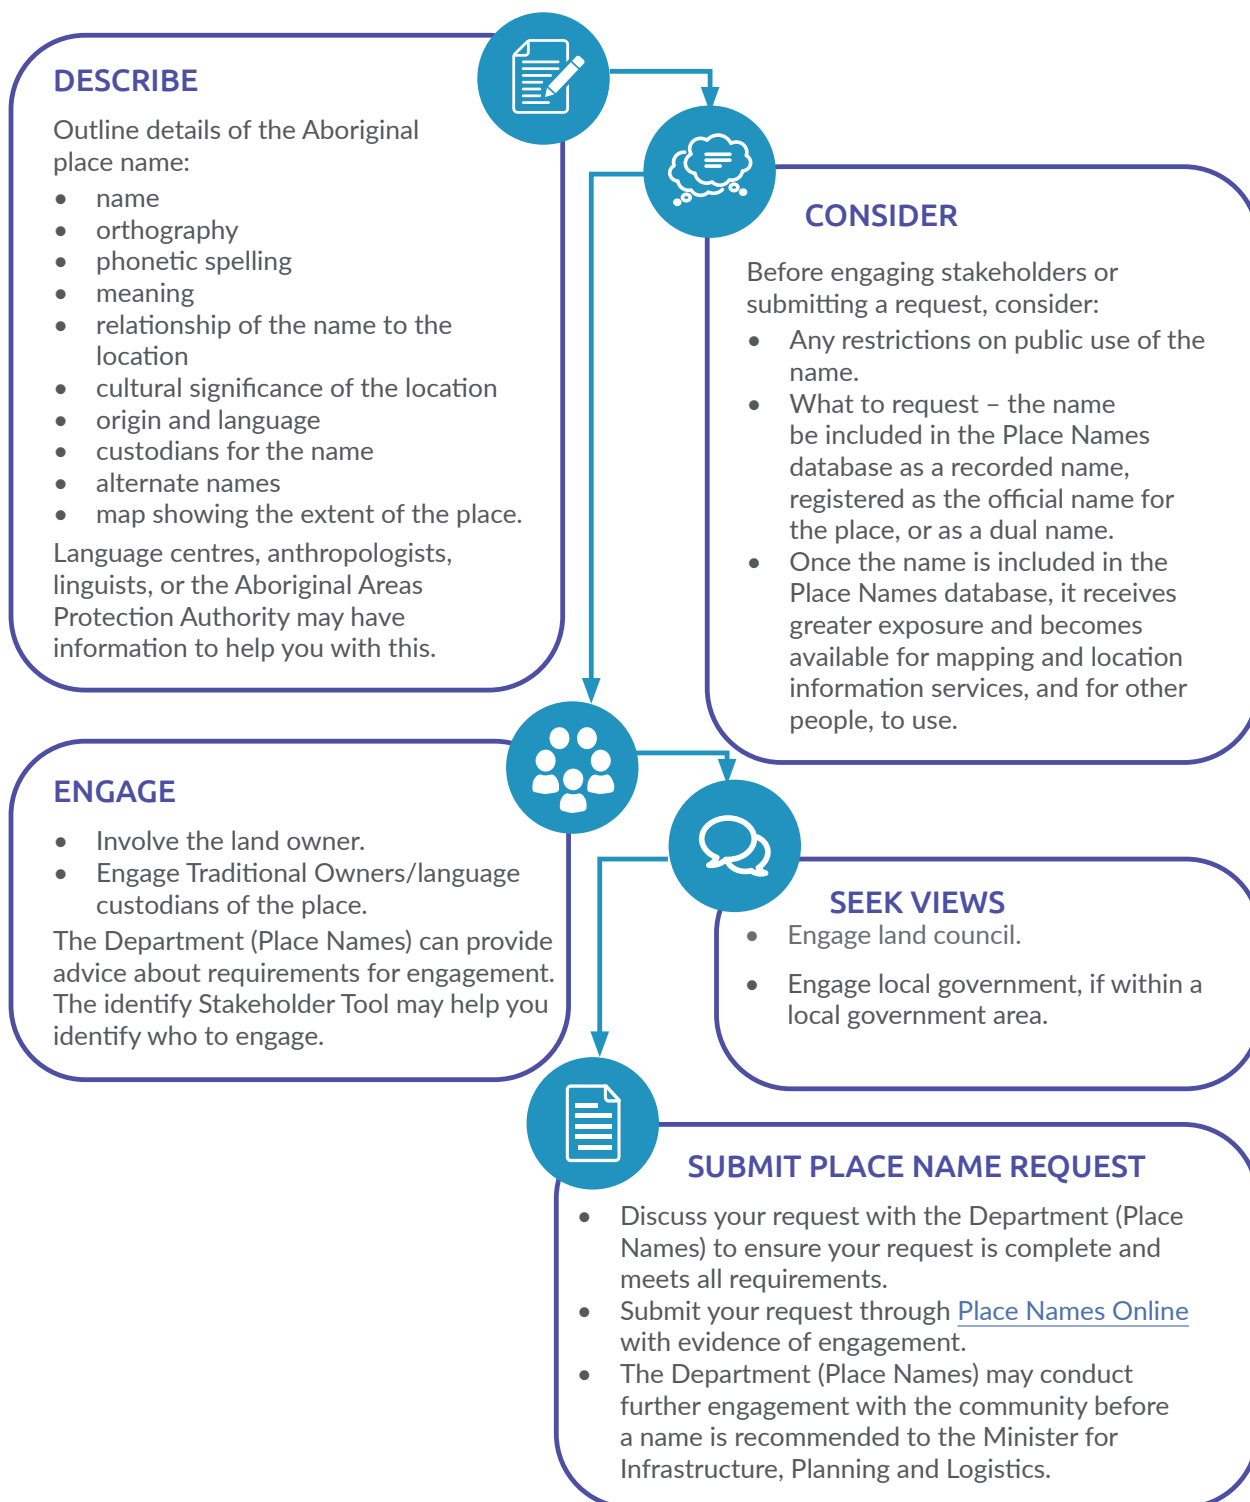 DESCRIBE
Outline details of the Aboriginal
place name:
• name
• orthography
• phonetic spelling
• meaning
• relationship of the name to the
location
• cultural significance of the location
• origin and language
• custodians for the name
• alternate names
• map showing the extent of the place.
Language centres, anthropologists,
linguists, or the Aboriginal Areas
Protection Authority may have
information to help you with this.
CONSIDER
Before engaging stakeholders or
submitting a request, consider:
• Any restrictions on public use of the
name.
• What to request – the name
be included in the Place Names
database as a recorded name,
registered as the official name for
the place, or as a dual name.
• Once the name is included in the
Place Names database, it receives
greater exposure and becomes
available for mapping and location
information services, and for other
people, to use.
ENGAGE
• Involve the land owner.
• Engage Traditional Owners/language
custodians of the place.
The Department (Place Names) can provide
advice about requirements for engagement.
The identify Stakeholder Tool may help you
identify who to engage.
SEEK VIEWS
• Engage land council.
• Engage local government, if within a
local government area.
SUBMIT PLACE NAME REQUEST
• Discuss your request with the Department (Place
Names) to ensure your request is complete and
meets all requirements.
• Submit your request through Place Names Online
with evidence of engagement.
• The Department (Place Names) may conduct
further engagement with the community before
a name is recommended to the Minister for
Infrastructure, Planning and Logistics.